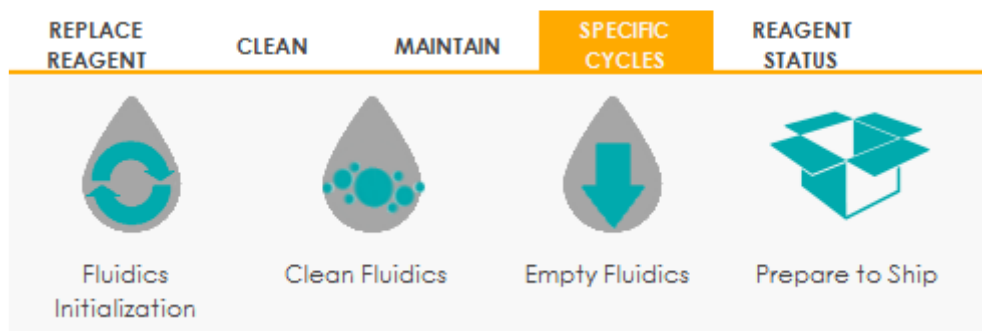 REPLACE
REAGENT
CLEAN
MAINTAIN
SPECIFIC
CYCLES
REAGENT
STATUS
Fluidics
Initialization
Clean Fluidics
Empty Fluidics
Prepare to Ship